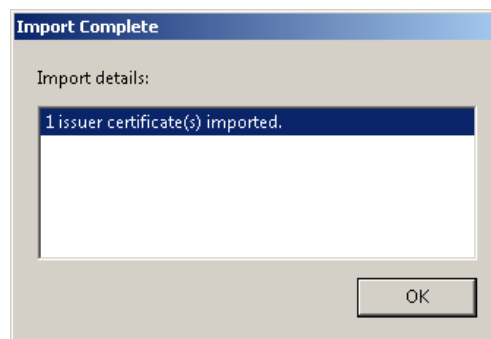 Import Complete
Import details:
1 issuer certificate(s) imported.
OK